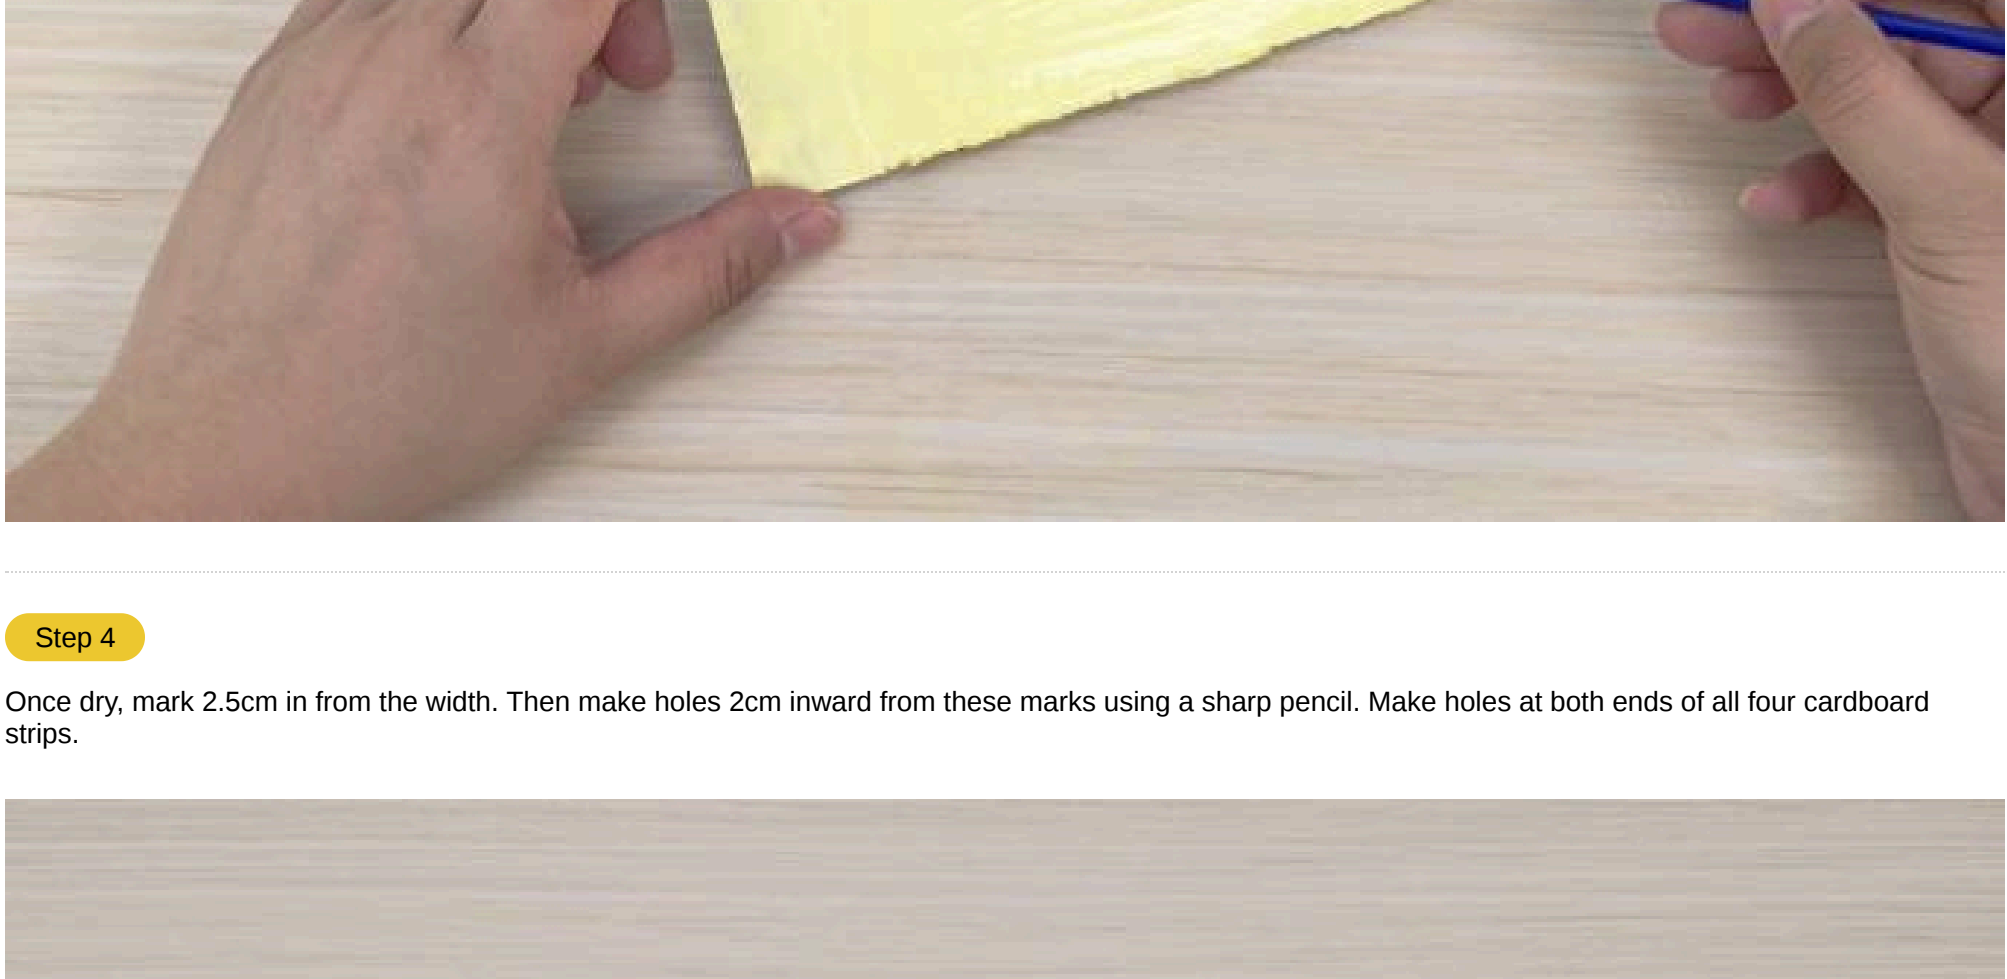 Step 4
Once dry, mark 2.5cm in from the width. Then make holes 2cm inward from these marks using a sharp pencil. Make holes at both ends of all four cardboard
strips.